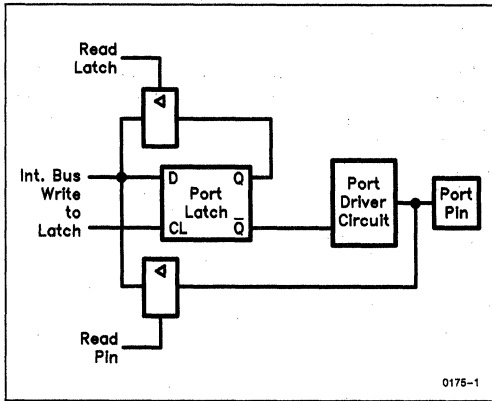 Read
Latch
Int. Bus
Write
to
Latch
D Q
Port
Latch
CL Q̅
Port
Driver
Circuit
Port
Pin
Read
Pin
0175-1